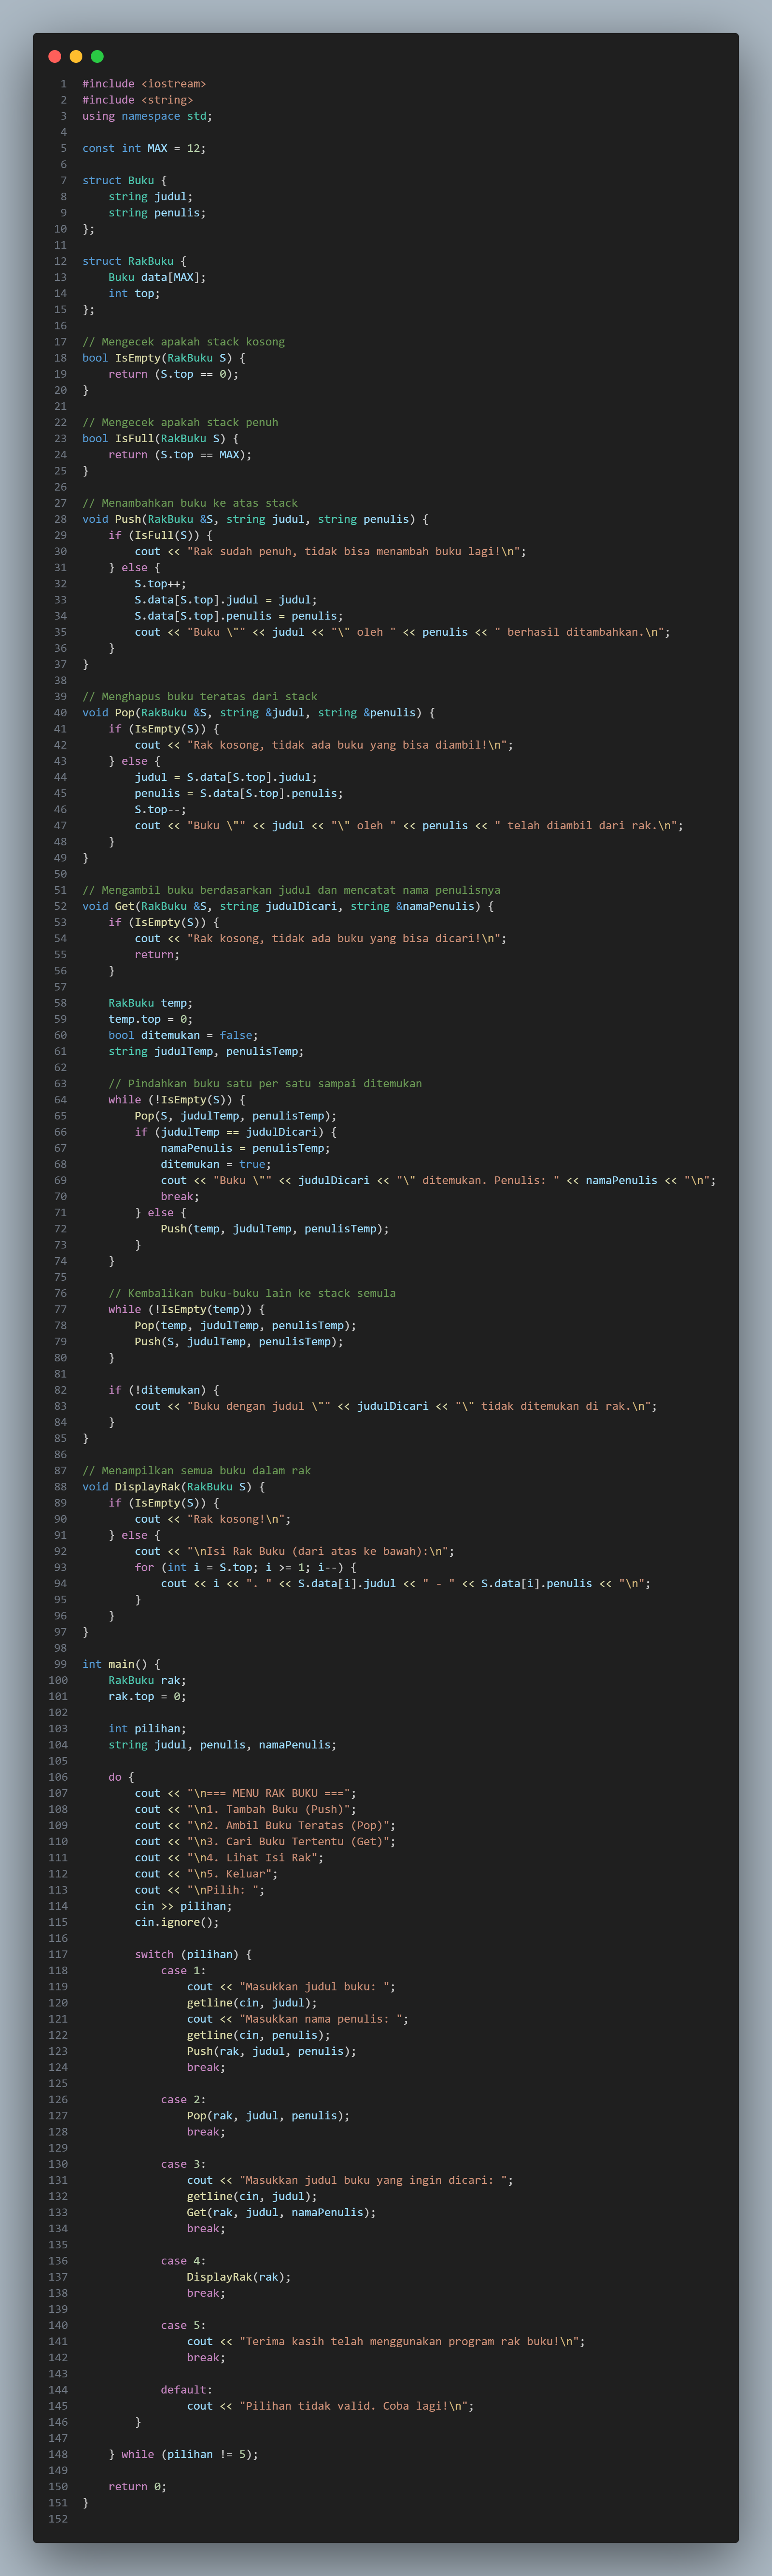 1 #include <iostream>
2 #include <string>
3 using namespace std;
4
5 const int MAX = 12;
6
7 struct Buku {
8     string judul;
9     string penulis;
10 };
11
12 struct RakBuku {
13     Buku data[MAX];
14     int top;
15 };
16
17 // Mengecek apakah stack kosong
18 bool IsEmpty(RakBuku S) {
19     return (S.top == 0);
20 }
21
22 // Mengecek apakah stack penuh
23 bool IsFull(RakBuku S) {
24     return (S.top == MAX);
25 }
26
27 // Menambahkan buku ke atas stack
28 void Push(RakBuku &S, string judul, string penulis) {
29     if (IsFull(S)) {
30         cout << "Rak sudah penuh, tidak bisa menambah buku lagi!\n";
31     } else {
32         S.top++;
33         S.data[S.top].judul = judul;
34         S.data[S.top].penulis = penulis;
35         cout << "Buku \"" << judul << "\" oleh " << penulis << " berhasil ditambahkan.\n";
36     }
37 }
38
39 // Menghapus buku teratas dari stack
40 void Pop(RakBuku &S, string &judul, string &penulis) {
41     if (IsEmpty(S)) {
42         cout << "Rak kosong, tidak ada buku yang bisa diambil!\n";
43     } else {
44         judul = S.data[S.top].judul;
45         penulis = S.data[S.top].penulis;
46         S.top--;
47         cout << "Buku \"" << judul << "\" oleh " << penulis << " telah diambil dari rak.\n";
48     }
49 }
50
51 // Mengambil buku berdasarkan judul dan mencatat nama penulisnya
52 void Get(RakBuku &S, string judulDicari, string &namaPenulis) {
53     if (IsEmpty(S)) {
54         cout << "Rak kosong, tidak ada buku yang bisa dicari!\n";
55         return;
56     }
57
58     RakBuku temp;
59     temp.top = 0;
60     bool ditemukan = false;
61     string judulTemp, penulisTemp;
62
63     // Pindahkan buku satu per satu sampai ditemukan
64     while (!IsEmpty(S)) {
65         Pop(S, judulTemp, penulisTemp);
66         if (judulTemp == judulDicari) {
67             namaPenulis = penulisTemp;
68             ditemukan = true;
69             cout << "Buku \"" << judulDicari << "\" ditemukan. Penulis: " << namaPenulis << "\n";
70             break;
71         } else {
72             Push(temp, judulTemp, penulisTemp);
73         }
74     }
75
76     // Kembalikan buku-buku lain ke stack semula
77     while (!IsEmpty(temp)) {
78         Pop(temp, judulTemp, penulisTemp);
79         Push(S, judulTemp, penulisTemp);
80     }
81
82     if (!ditemukan) {
83         cout << "Buku dengan judul \"" << judulDicari << "\" tidak ditemukan di rak.\n";
84     }
85 }
86
87 // Menampilkan semua buku dalam rak
88 void DisplayRak(RakBuku S) {
89     if (IsEmpty(S)) {
90         cout << "Rak kosong!\n";
91     } else {
92         cout << "\nIsi Rak Buku (dari atas ke bawah):\n";
93         for (int i = S.top; i >= 1; i--) {
94             cout << i << ". " << S.data[i].judul << " - " << S.data[i].penulis << "\n";
95         }
96     }
97 }
98
99 int main() {
100     RakBuku rak;
101     rak.top = 0;
102
103     int pilihan;
104     string judul, penulis, namaPenulis;
105
106     do {
107         cout << "\n=== MENU RAK BUKU ===";
108         cout << "\n1. Tambah Buku (Push)";
109         cout << "\n2. Ambil Buku Teratas (Pop)";
110         cout << "\n3. Cari Buku Tertentu (Get)";
111         cout << "\n4. Lihat Isi Rak";
112         cout << "\n5. Keluar";
113         cout << "\nPilih: ";
114         cin >> pilihan;
115         cin.ignore();
116
117         switch (pilihan) {
118             case 1:
119                 cout << "Masukkan judul buku: ";
120                 getline(cin, judul);
121                 cout << "Masukkan nama penulis: ";
122                 getline(cin, penulis);
123                 Push(rak, judul, penulis);
124                 break;
125
126             case 2:
127                 Pop(rak, judul, penulis);
128                 break;
129
130             case 3:
131                 cout << "Masukkan judul buku yang ingin dicari: ";
132                 getline(cin, judul);
133                 Get(rak, judul, namaPenulis);
134                 break;
135
136             case 4:
137                 DisplayRak(rak);
138                 break;
139
140             case 5:
141                 cout << "Terima kasih telah menggunakan program rak buku!\n";
142                 break;
143
144             default:
145                 cout << "Pilihan tidak valid. Coba lagi!\n";
146         }
147
148     } while (pilihan != 5);
149
150     return 0;
151 }
152